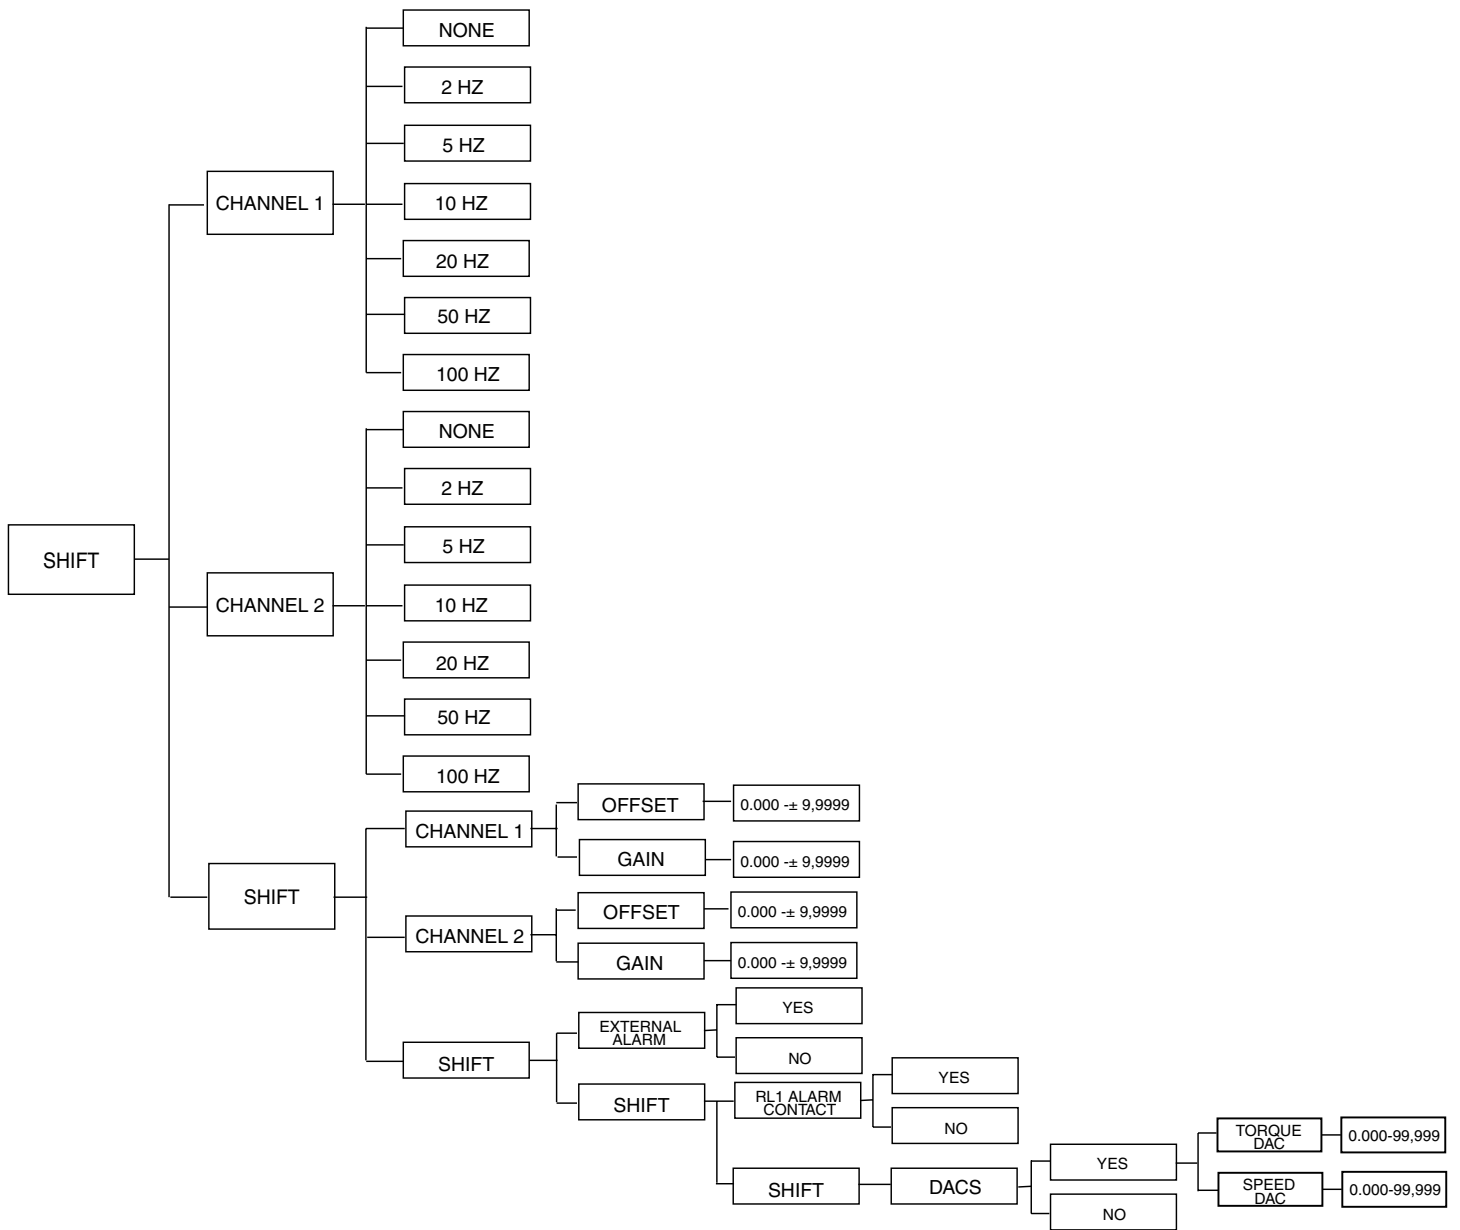 NONE
2 HZ
5 HZ
CHANNEL 1
10 HZ
20 HZ
50 HZ
100 HZ
NONE
2 HZ
5 HZ
SHIFT
CHANNEL 2
10 HZ
20 HZ
50 HZ
100 HZ
SHIFT
CHANNEL 1
OFFSET
0.000 -± 9,9999
GAIN
0.000 -± 9,9999
CHANNEL 2
OFFSET
0.000 -± 9,9999
GAIN
0.000 -± 9,9999
SHIFT
EXTERNAL
ALARM
YES
NO
SHIFT
RL1 ALARM
CONTACT
YES
NO
SHIFT
DACS
YES
NO
TORQUE
DAC
0.000-99,999
SPEED
DAC
0.000-99,999